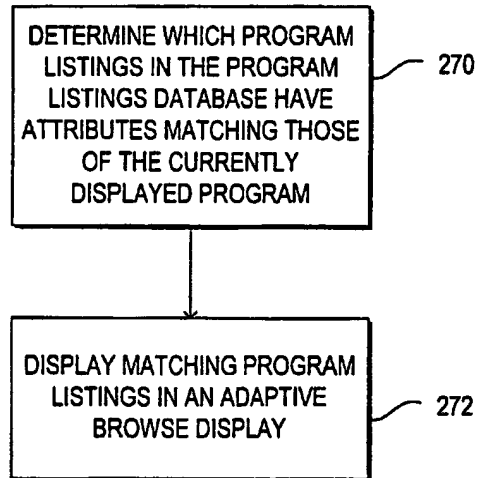 DETERMINE WHICH PROGRAM
LISTINGS IN THE PROGRAM
LISTINGS DATABASE HAVE
ATTRIBUTES MATCHING THOSE
OF THE CURRENTLY
DISPLAYED PROGRAM
270
DISPLAY MATCHING PROGRAM
LISTINGS IN AN ADAPTIVE
BROWSE DISPLAY
272